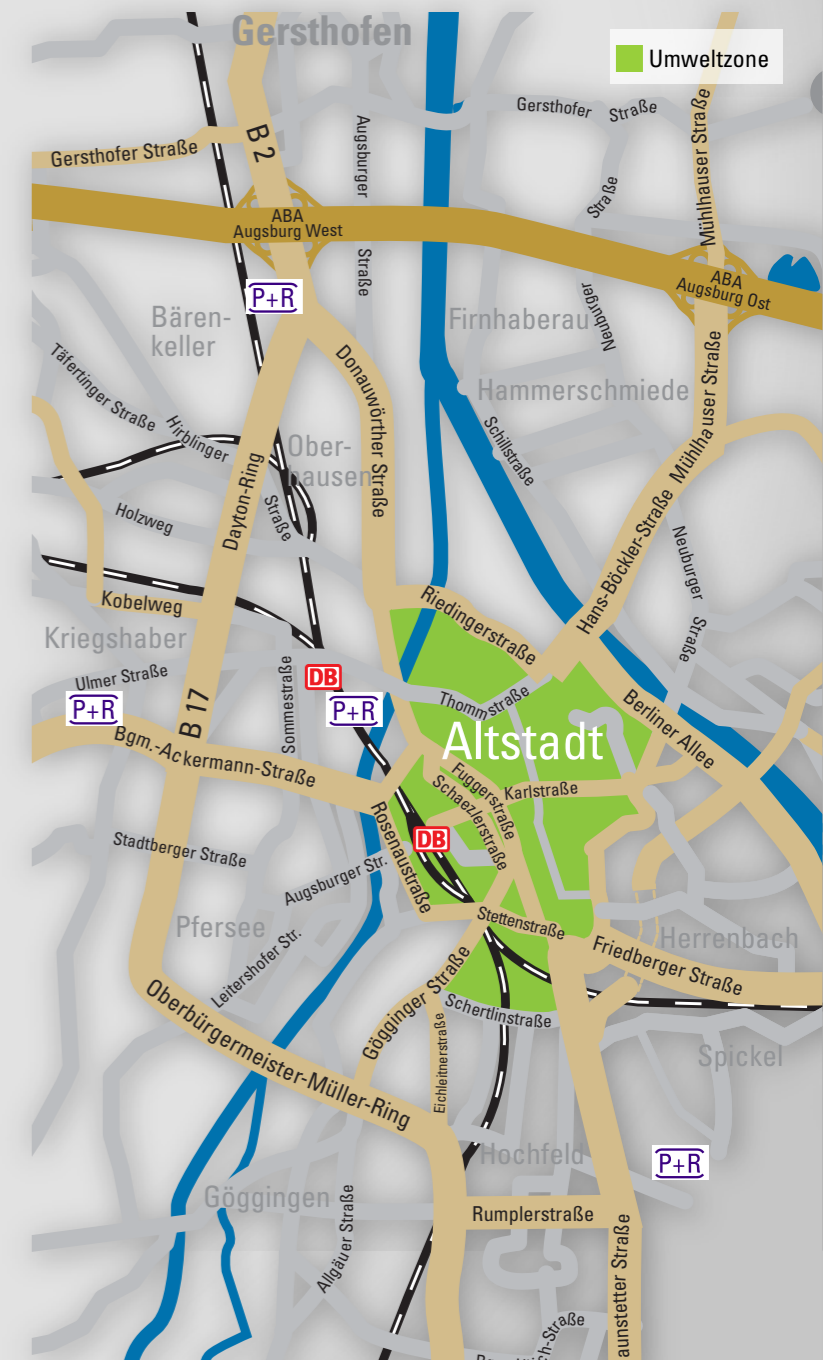 Gersthofen
Umweltzone
Gersthofer Straße
Mühlhauser Straße
B 2
Augsburger
Straße
Gersthofer Straße
Straße
Neuburger
ABA
Augsburg West
ABA
Augsburg Ost
P+R
Bären-
keller
Firnhaberau
Täfertinger Straße
Donauwörther Straße
Hammerschmiede
Mühlhauser Straße
Hirblinger
Straße
Ober-
hausen
Schillstraße
Dayton-Ring
Holzweg
Hans-Böckler-Straße
Neuburger
Straße
Kobelweg
Riedingerstraße
Kriegshaber
Ulmer Straße
DB
P+R
P+R
B 17
Sommestraße
Thommstraße
Berliner Allee
Altstadt
Bgm.-Ackermann-Straße
Fuggerstraße
Schaezlerstraße
Karlstraße
Rosenaustraße
DB
Stadtberger Straße
Augsburger Str.
Pfersee
Stettenstraße
Herrenbach
Leitershofer Str.
Friedberger Straße
Gögginger Straße
Schertlinstraße
Oberbürgermeister-Müller-Ring
Eichleitnerstraße
Spickel
Hochfeld
P+R
Göggingen
Allgäuer Straße
Rumplerstraße
aunstetter Straße
ch-Straße